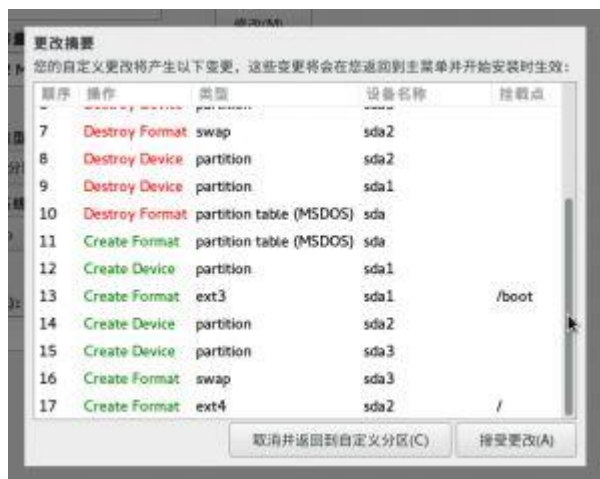 修改(M)
更改摘要
您的自定义更改将产生以下变更,这些变更将会在您返回到主菜单并开始安装时生效:
顺序 操作 类型 设备名称 挂载点
7 Destroy Format swap sda2
8 Destroy Device partition sda2
9 Destroy Device partition sda1
10 Destroy Format partition table (MSDOS) sda
11 Create Format partition table (MSDOS) sda
12 Create Device partition sda1
13 Create Format ext3 sda1 /boot
14 Create Device partition sda2
15 Create Device partition sda3
16 Create Format swap sda3
17 Create Format ext4 sda2 /
取消并返回到自定义分区(C) 接受更改(A)